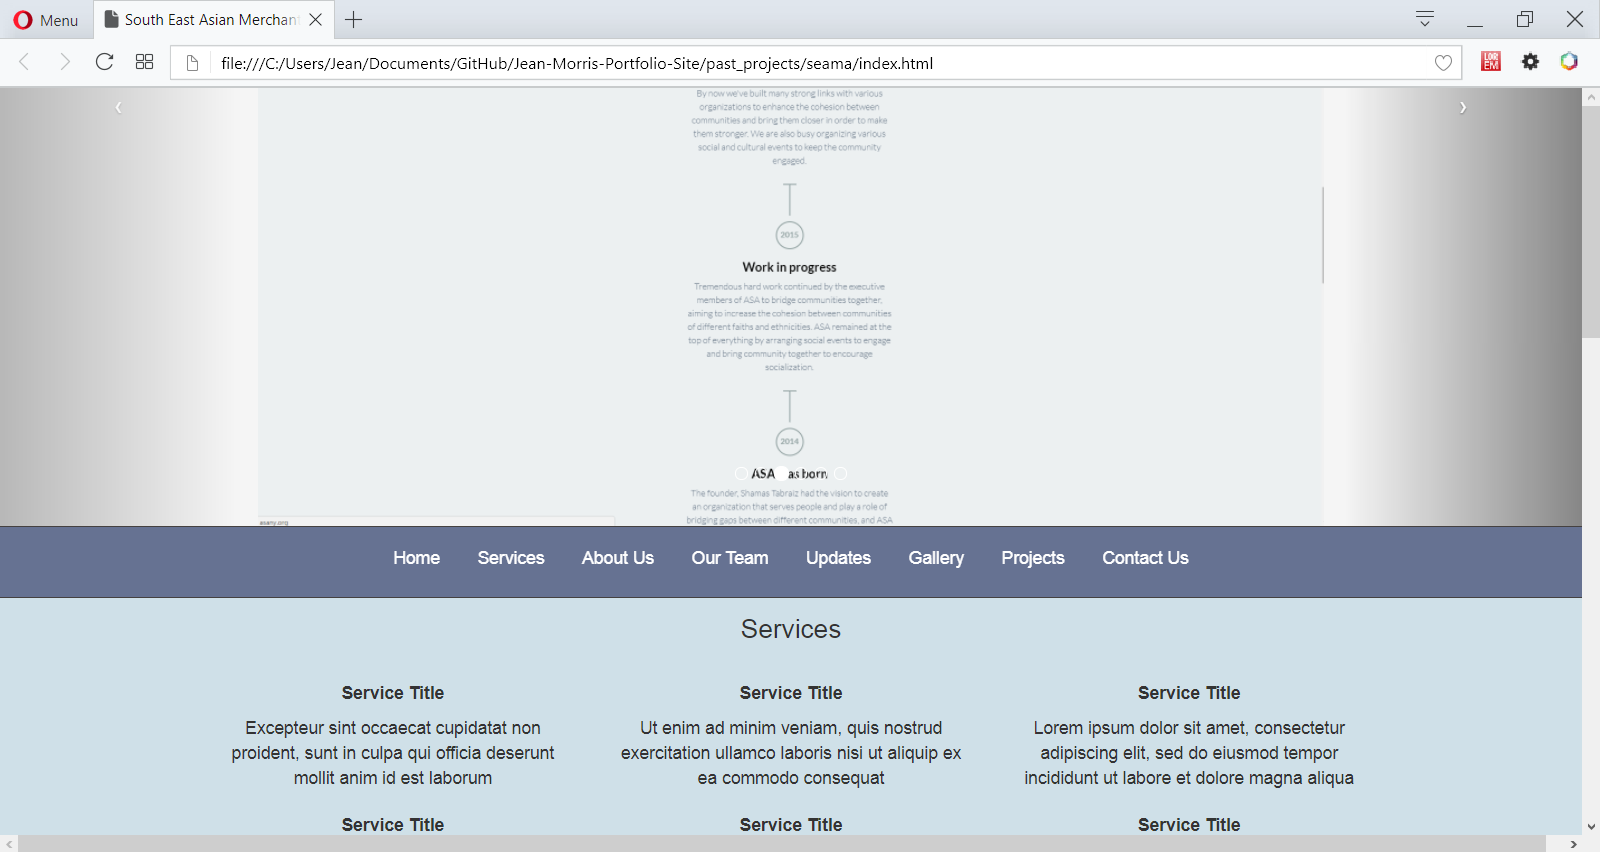 Menu
South East Asian Merchant
file:///C:/Users/Jean/Documents/GitHub/Jean-Morris-Portfolio-Site/past_projects/seama/index.html
LOR
EM
By now we've built many strong links with various
organizations to enhance the cohesion between
communities and bring them closer in order to make
them stronger. We are also busy organizing various
social and cultural events to keep the community
engaged.
2015
Work in progress
Tremendous hard work continued by the executive
members of ASA to bridge communities together,
aiming to increase the cohesion between communities
of different faiths and ethnicities. ASA remained at the
top of everything by arranging social events to engage
and bring community together to encourage
socialization.
2014
ASA was born
The founder, Shamas Tabraiz had the vision to create
an organization that serves people and play a role of
bridging gaps between different communities, and ASA
asany.org
Home Services About Us Our Team Updates Gallery Projects Contact Us
Services
Service Title
Excepteur sint occaecat cupidatat non
proident, sunt in culpa qui officia deserunt
mollit anim id est laborum
Service Title
Ut enim ad minim veniam, quis nostrud
exercitation ullamco laboris nisi ut aliquip ex
ea commodo consequat
Service Title
Lorem ipsum dolor sit amet, consectetur
adipiscing elit, sed do eiusmod tempor
incididunt ut labore et dolore magna aliqua
Service Title
Service Title
Service Title